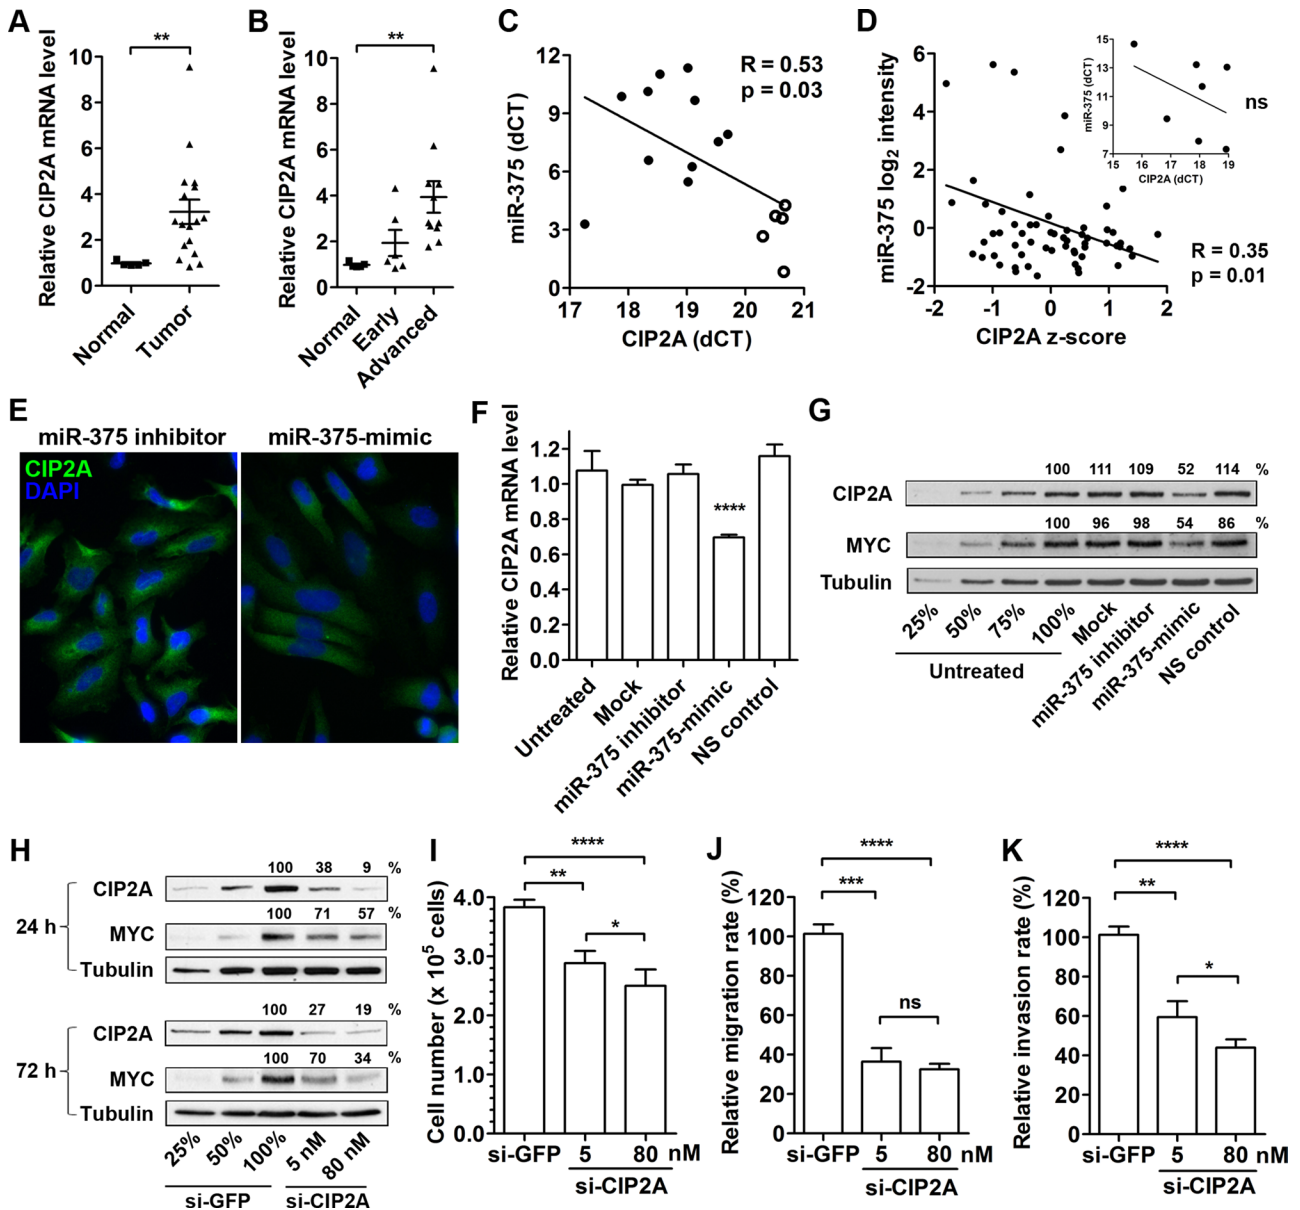 A
Relative CIP2A mRNA level
10
8
6
4
2
0
**
Normal
Tumor
B
Relative CIP2A mRNA level
10
8
6
4
2
0
**
Normal
Early
Advanced
C
miR-375 (dCT)
12
9
6
3
0
R = 0.53
p = 0.03
17 18 19 20 21
CIP2A (dCT)
D
miR-375 log2 intensity
6
4
2
0
-2
-2 -1 0 1 2
CIP2A z-score
R = 0.35
p = 0.01
miR-375 (dCT)
15
13
11
9
7
15 16 17 18 19
CIP2A (dCT)
ns
E
miR-375 inhibitor miR-375-mimic
CIP2A
DAPI
F
Relative CIP2A mRNA level
1.2
1.0
0.8
0.6
0.4
0.2
0.0
****
Untreated
Mock
miR-375 inhibitor
miR-375-mimic
NS control
G
100 111 109 52 114 %
CIP2A
100 96 98 54 86 %
MYC
Tubulin
25% 50% 75% 100% Mock miR-375 inhibitor miR-375-mimic NS control
Untreated
H
24 h
100 38 9 %
CIP2A
100 71 57 %
MYC
Tubulin
72 h
100 27 19 %
CIP2A
100 70 34 %
MYC
Tubulin
25% 50% 100% 5 nM 80 nM
si-GFP si-CIP2A
I
Cell number (x 10^5 cells)
4.0
3.0
2.0
1.0
0.0
****
**
*
si-GFP 5 80 nM
si-CIP2A
J
Relative migration rate (%)
120
100
80
60
40
20
0
****
***
ns
si-GFP 5 80 nM
si-CIP2A
K
Relative invasion rate (%)
120
100
80
60
40
20
0
****
**
*
si-GFP 5 80 nM
si-CIP2A